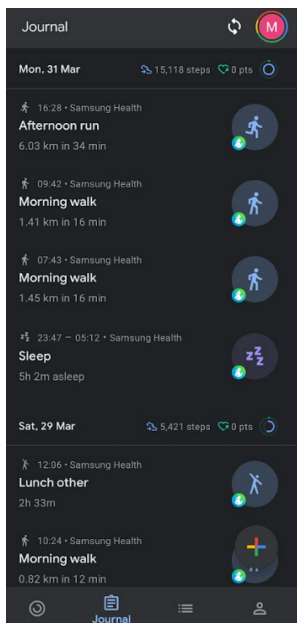 Journal
M
Mon, 31 Mar 15,118 steps 0 pts
16:28 • Samsung Health
Afternoon run
6.03 km in 34 min
09:42 • Samsung Health
Morning walk
1.41 km in 16 min
07:43 • Samsung Health
Morning walk
1.45 km in 16 min
zzz 23:47 – 05:12 • Samsung Health
Sleep
zzz
5h 2m asleep
Sat, 29 Mar 5,421 steps 0 pts
12:06 • Samsung Health
Lunch other
2h 33m
10:24 • Samsung Health
Morning walk
0.82 km in 12 min
Journal